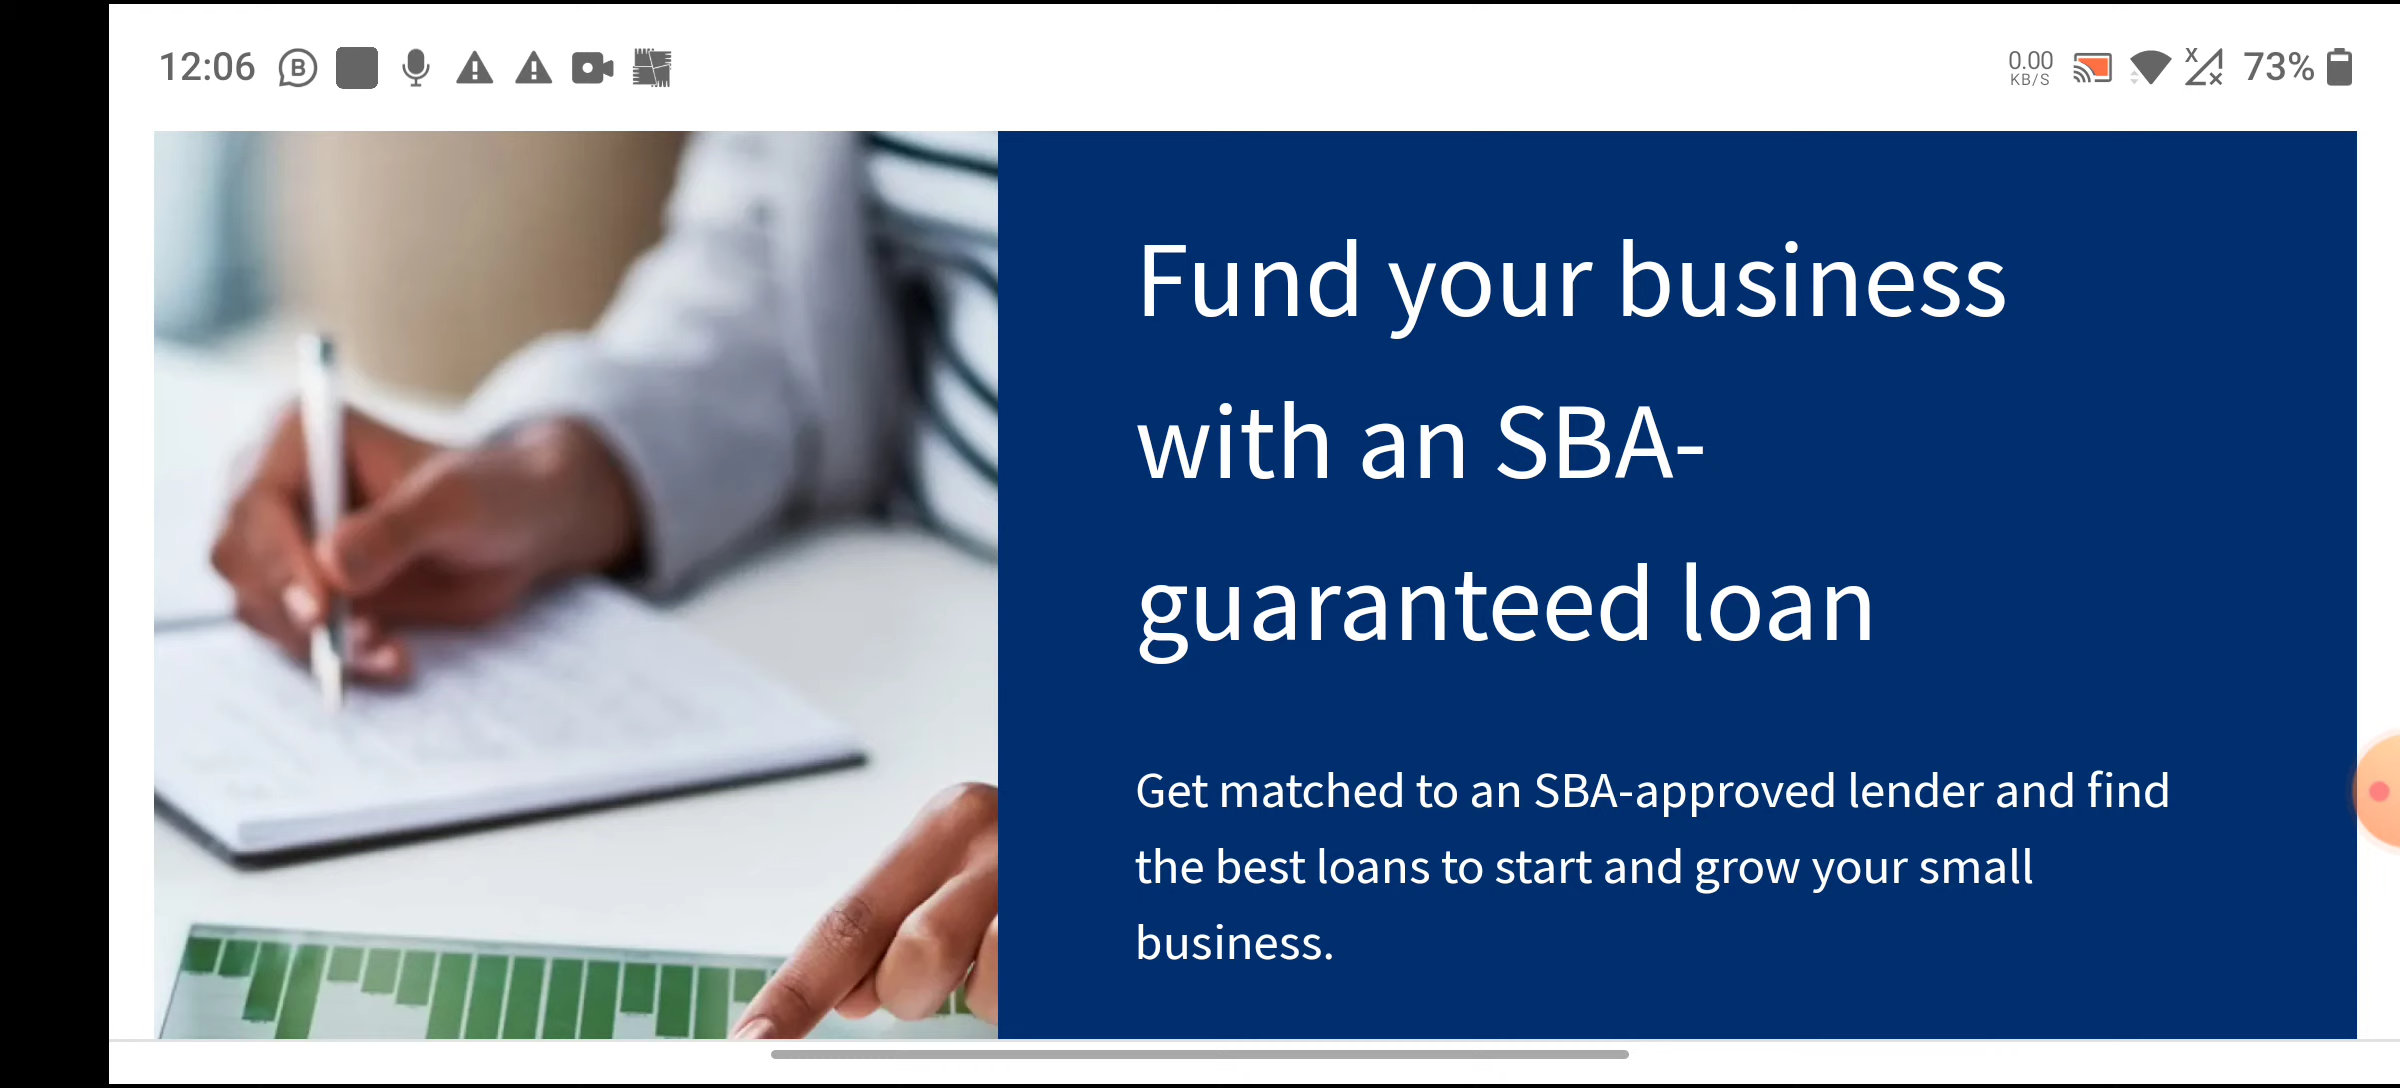 12:06
0.00
KB/S
73%
Fund your business
with an SBA-
guaranteed loan
Get matched to an SBA-approved lender and find
the best loans to start and grow your small
business.